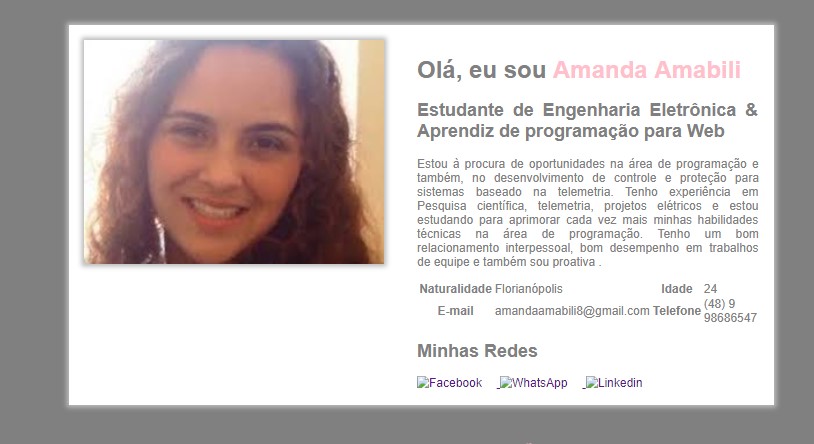 Olá, eu sou Amanda Amabili
Estudante de Engenharia Eletrônica &
Aprendiz de programação para Web
Estou á procura de oportunidades na área de programação e
também, no desenvolvimento de controle e proteção para
sistemas baseado na telemetria. Tenho experiência em
Pesquisa científica, telemetria, projetos elétricos e estou
estudando para aprimorar cada vez mais minhas habilidades
técnicas na área de programação. Tenho um bom
relacionamento interpessoal, bom desempenho em trabalhos
de equipe e também sou proativa .
Naturalidade Florianópolis Idade 24
E-mail amandaamabili8@gmail.com Telefone (48) 9
98686547
Minhas Redes
Facebook WhatsApp Linkedin